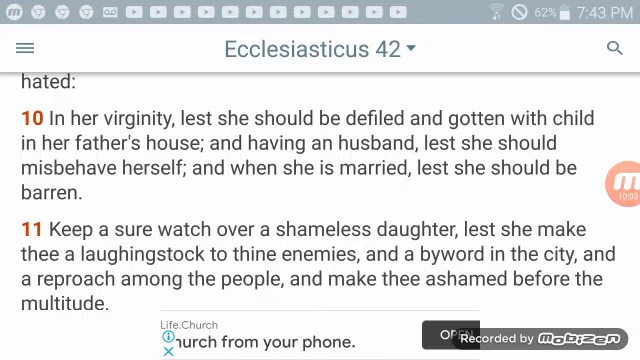 62% 7:43 PM
Ecclesiasticus 42
hated:
10 In her virginity, lest she should be defiled and gotten with child
in her father's house; and having an husband, lest she should
misbehave herself; and when she is married, lest she should be
barren.
10:03
11 Keep a sure watch over a shameless daughter, lest she make
thee a laughingstock to thine enemies, and a byword in the city, and
a reproach among the people, and make thee ashamed before the
multitude.
Life.Church
hurch from your phone.
OPEN
Recorded by mobizen